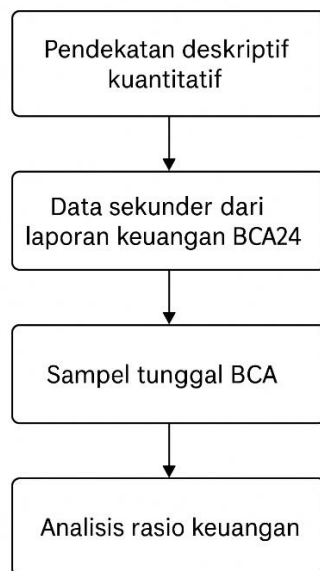 Pendekatan deskriptif
kuantitatif
Data sekunder dari
laporan keuangan BCA24
Sampel tunggal BCA
Analisis rasio keuangan